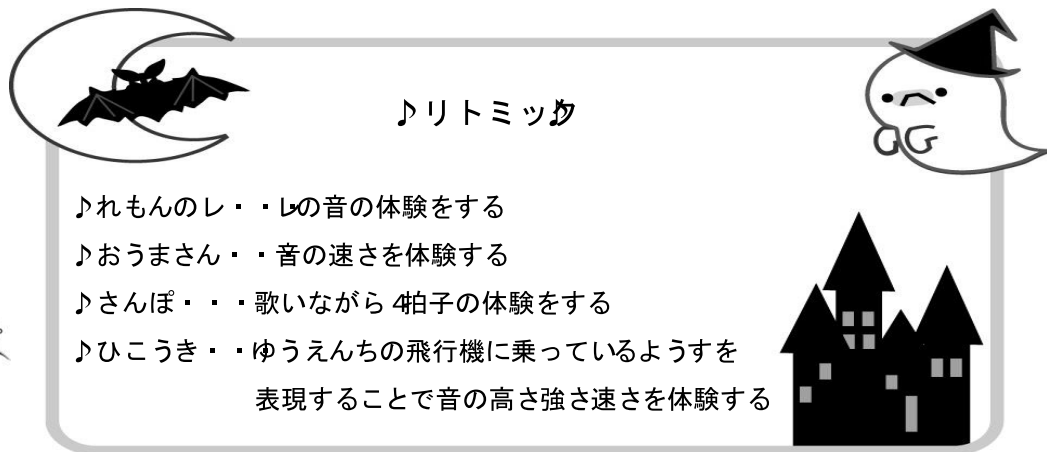 ♪リトミック♪
♪れもんのレ・・・レの音の体験をする
♪おうまさん・・・音の速さを体験する
♪さんぽ・・・歌いながら4拍子の体験をする
♪ひこうき・・・ゆうえんちの飛行機に乗っているようすを
表現することで音の高さ強さ速さを体験する